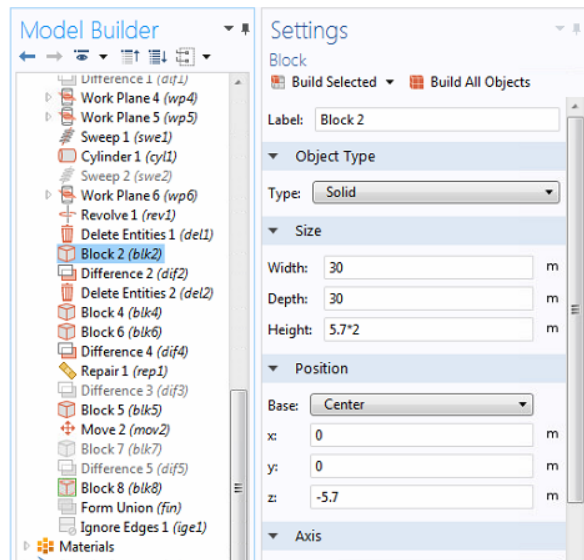 Model Builder
Difference 1 (dif1)
Work Plane 4 (wp4)
Work Plane 5 (wp5)
Sweep 1 (swe1)
Cylinder 1 (cyl1)
Sweep 2 (swe2)
Work Plane 6 (wp6)
Revolve 1 (rev1)
Delete Entities 1 (del1)
Block 2 (blk2)
Difference 2 (dif2)
Delete Entities 2 (del2)
Block 4 (blk4)
Block 6 (blk6)
Difference 4 (dif4)
Repair 1 (rep1)
Difference 3 (dif3)
Block 5 (blk5)
Move 2 (mov2)
Block 7 (blk7)
Difference 5 (dif5)
Block 8 (blk8)
Form Union (fin)
Ignore Edges 1 (ige1)
Materials
Settings
Block
Build Selected Build All Objects
Label: Block 2
Object Type
Type: Solid
Size
Width: 30 m
Depth: 30 m
Height: 5.7*2 m
Position
Base: Center
x: 0 m
y: 0 m
z: -5.7 m
Axis